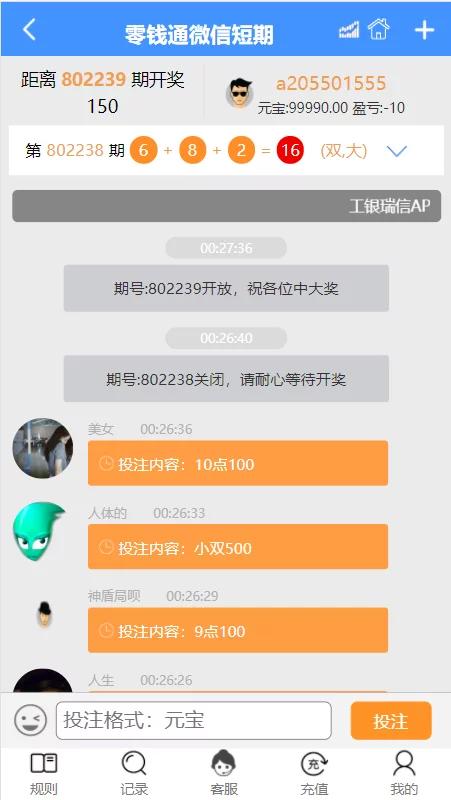 零钱通微信短期
距离 802239 期开奖
150
a205501555
元宝:99990.00 盈亏:-10
第 802238 期 6 + 8 + 2 = 16 (双,大)
工银瑞信AP
00:27:36
期号:802239开放，祝各位中大奖
00:26:40
期号:802238关闭，请耐心等待开奖
美女 00:26:36
投注内容：10点100
人体的 00:26:33
投注内容：小双500
神盾局呗 00:26:29
投注内容：9点100
人生 00:26:26
投注格式：元宝
投注
充
规则 记录 客服 充值 我的